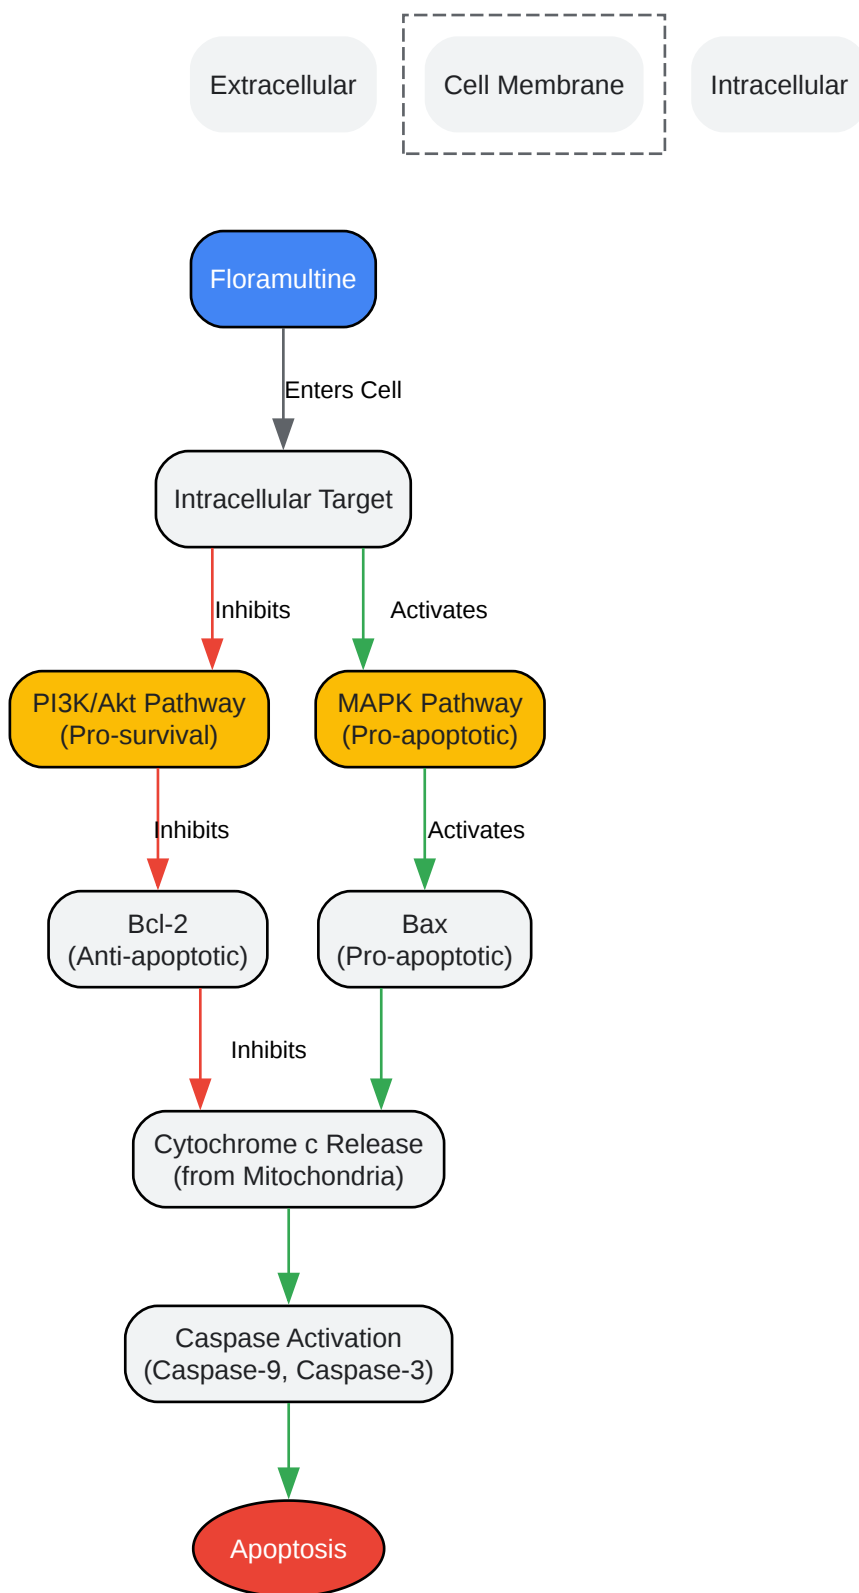 Extracellular
Cell Membrane
Intracellular
Floramultine
Enters Cell
Intracellular Target
Inhibits
Activates
PI3K/Akt Pathway
(Pro-survival)
MAPK Pathway
(Pro-apoptotic)
Inhibits
Activates
Bcl-2
(Anti-apoptotic)
Bax
(Pro-apoptotic)
Inhibits
Cytochrome c Release
(from Mitochondria)
Caspase Activation
(Caspase-9, Caspase-3)
Apoptosis